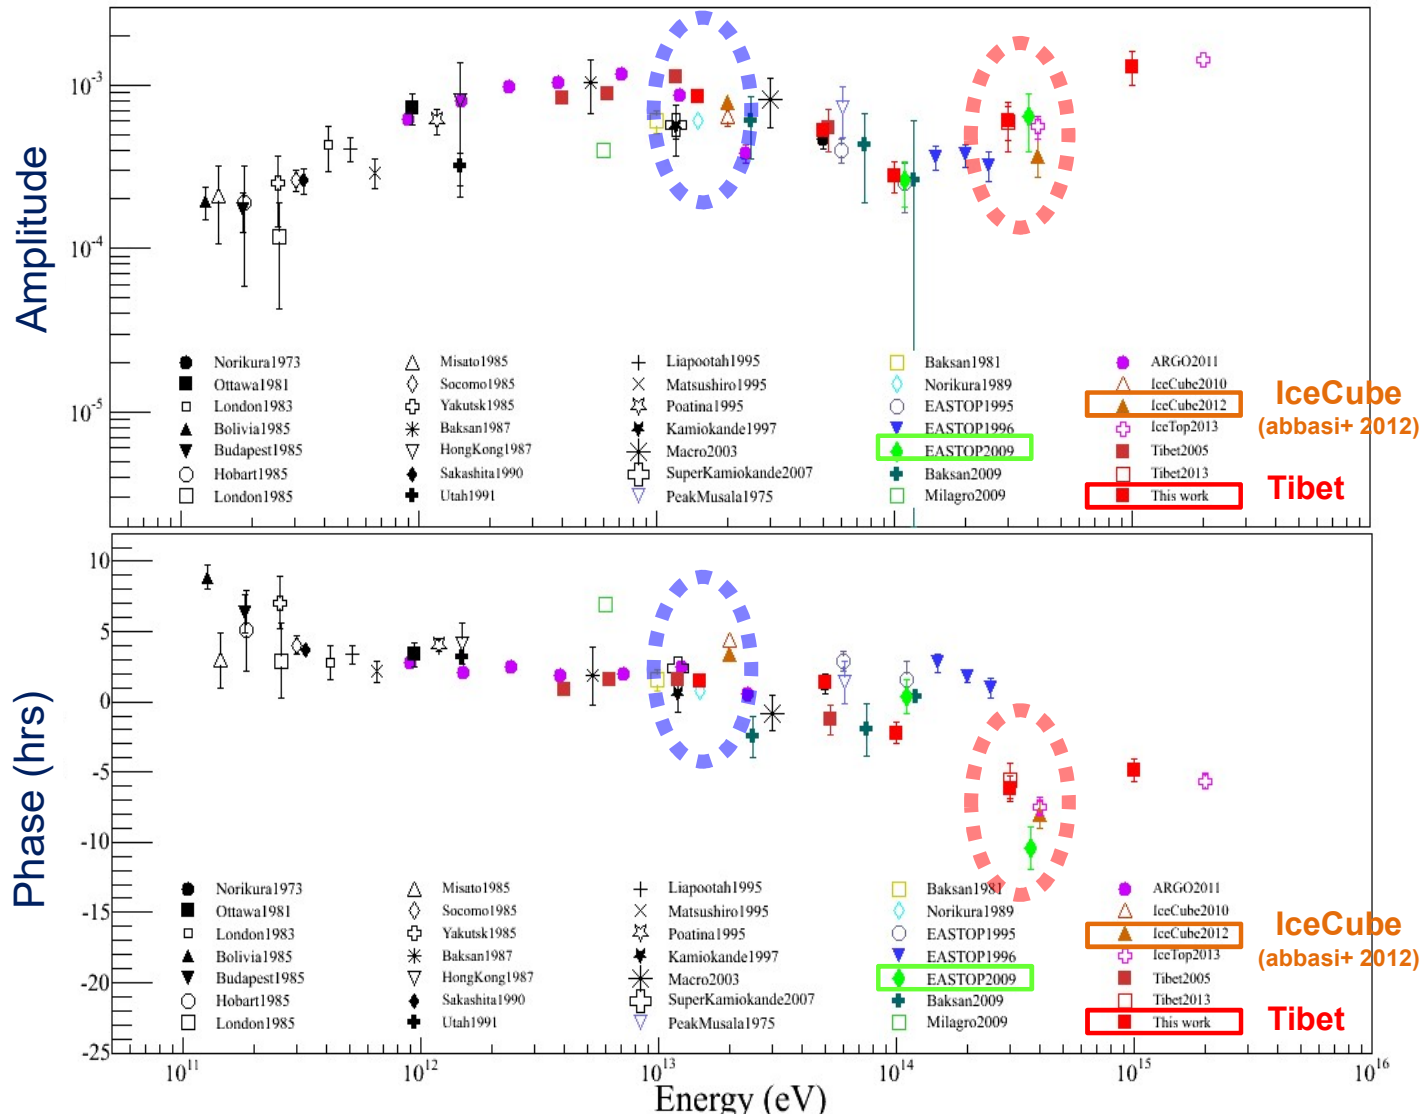 Amplitude
10⁻³
10⁻⁴
10⁻⁵
Norikura1973
Ottawa1981
London1983
Bolivia1985
Budapest1985
Hobart1985
London1985
Misato1985
Socomo1985
Yakutsk1985
Baksan1987
HongKong1987
Sakashita1990
Utah1991
Liapootah1995
Matsushiro1995
Poatina1995
Kamiokande1997
Macro2003
SuperKamiokande2007
PeakMusala1975
Baksan1981
Norikura1989
EASTOP1995
EASTOP1996
EASTOP2009
Baksan2009
Milagro2009
ARGO2011
IceCube2010
IceCube2012
IceTop2013
Tibet2005
Tibet2013
This work
IceCube
(abbasi+ 2012)
Tibet
Phase (hrs)
10
5
0
-5
-10
-15
-20
-25
Norikura1973
Ottawa1981
London1983
Bolivia1985
Budapest1985
Hobart1985
London1985
Misato1985
Socomo1985
Yakutsk1985
Baksan1987
HongKong1987
Sakashita1990
Utah1991
Liapootah1995
Matsushiro1995
Poatina1995
Kamiokande1997
Macro2003
SuperKamiokande2007
PeakMusala1975
Baksan1981
Norikura1989
EASTOP1995
EASTOP1996
EASTOP2009
Baksan2009
Milagro2009
ARGO2011
IceCube2010
IceCube2012
IceTop2013
Tibet2005
Tibet2013
This work
IceCube
(abbasi+ 2012)
Tibet
10¹¹ 10¹² 10¹³ 10¹⁴ 10¹⁵ 10¹⁶
Energy (eV)